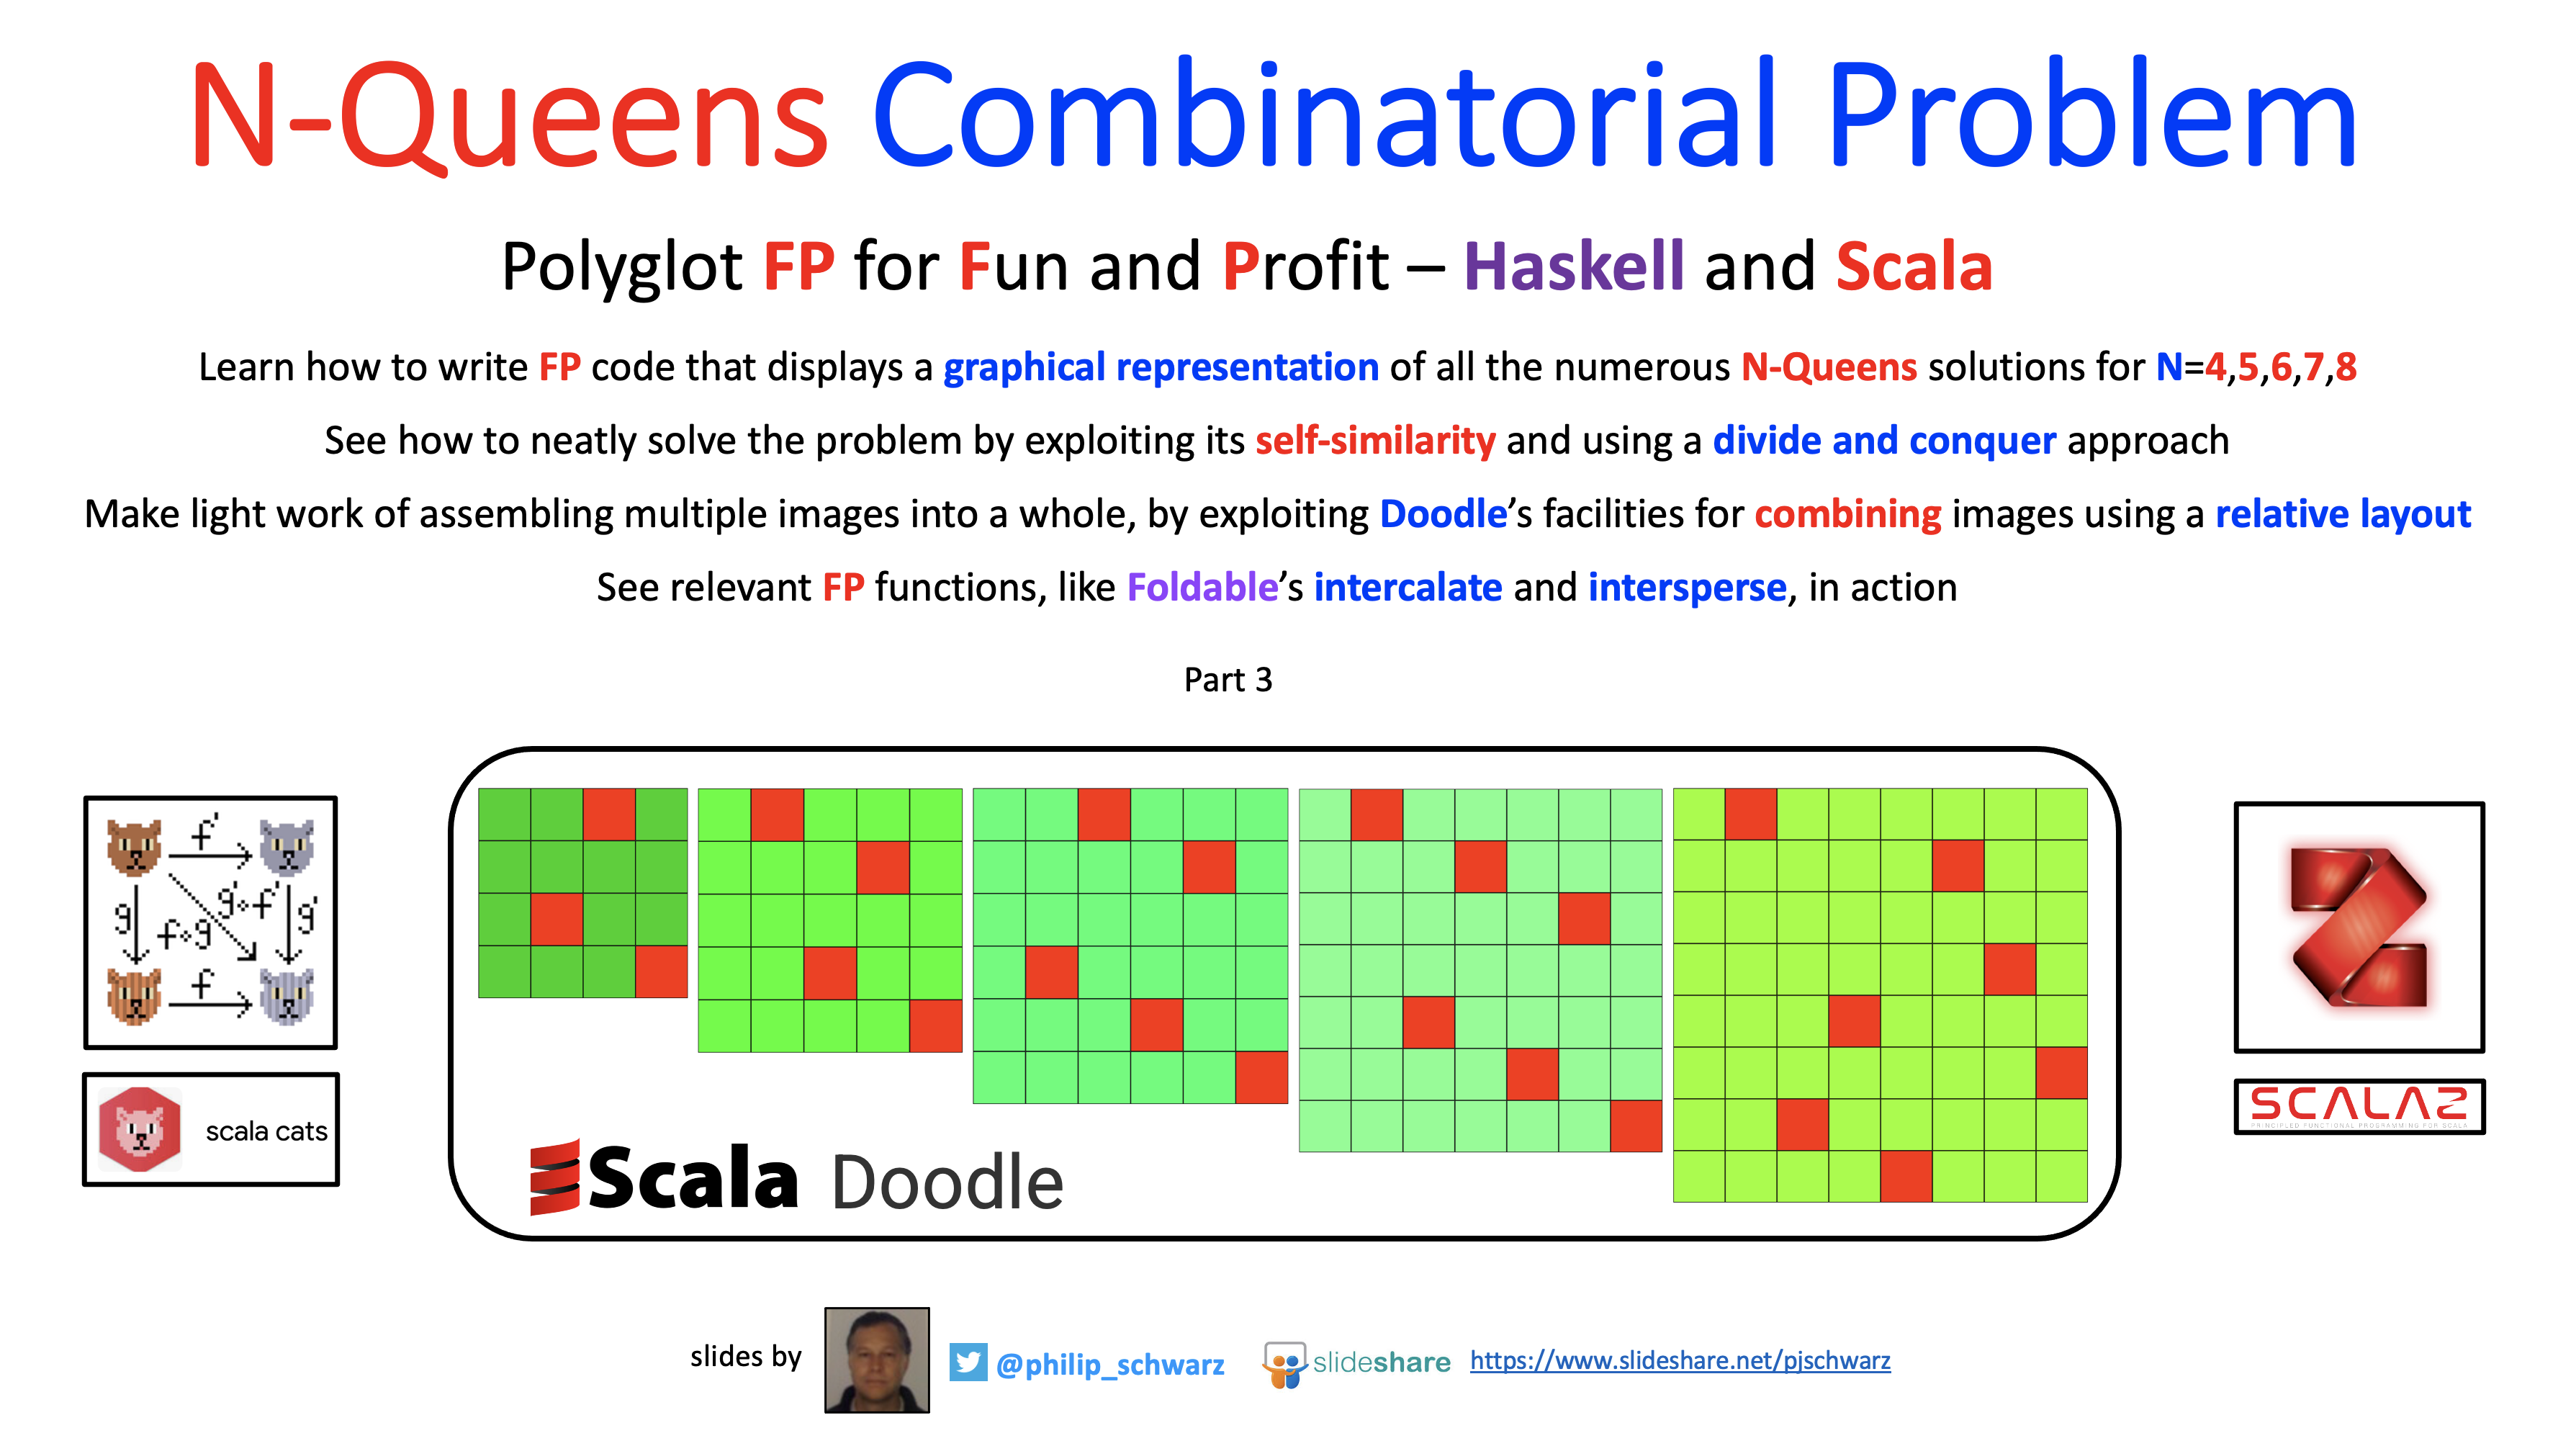 N-Queens Combinatorial Problem
Polyglot FP for Fun and Profit – Haskell and Scala
Learn how to write FP code that displays a graphical representation of all the numerous N-Queens solutions for N=4,5,6,7,8
See how to neatly solve the problem by exploiting its self-similarity and using a divide and conquer approach
Make light work of assembling multiple images into a whole, by exploiting Doodle’s facilities for combining images using a relative layout
See relevant FP functions, like Foldable’s intercalate and intersperse, in action
Part 3
f'
g
g'∘f'
g'
f∘g
f
scala cats
Scala Doodle
SCALAZ
PRINCIPLED FUNCTIONAL PROGRAMMING FOR SCALA
slides by
@philip_schwarz
slideshare
https://www.slideshare.net/pjschwarz